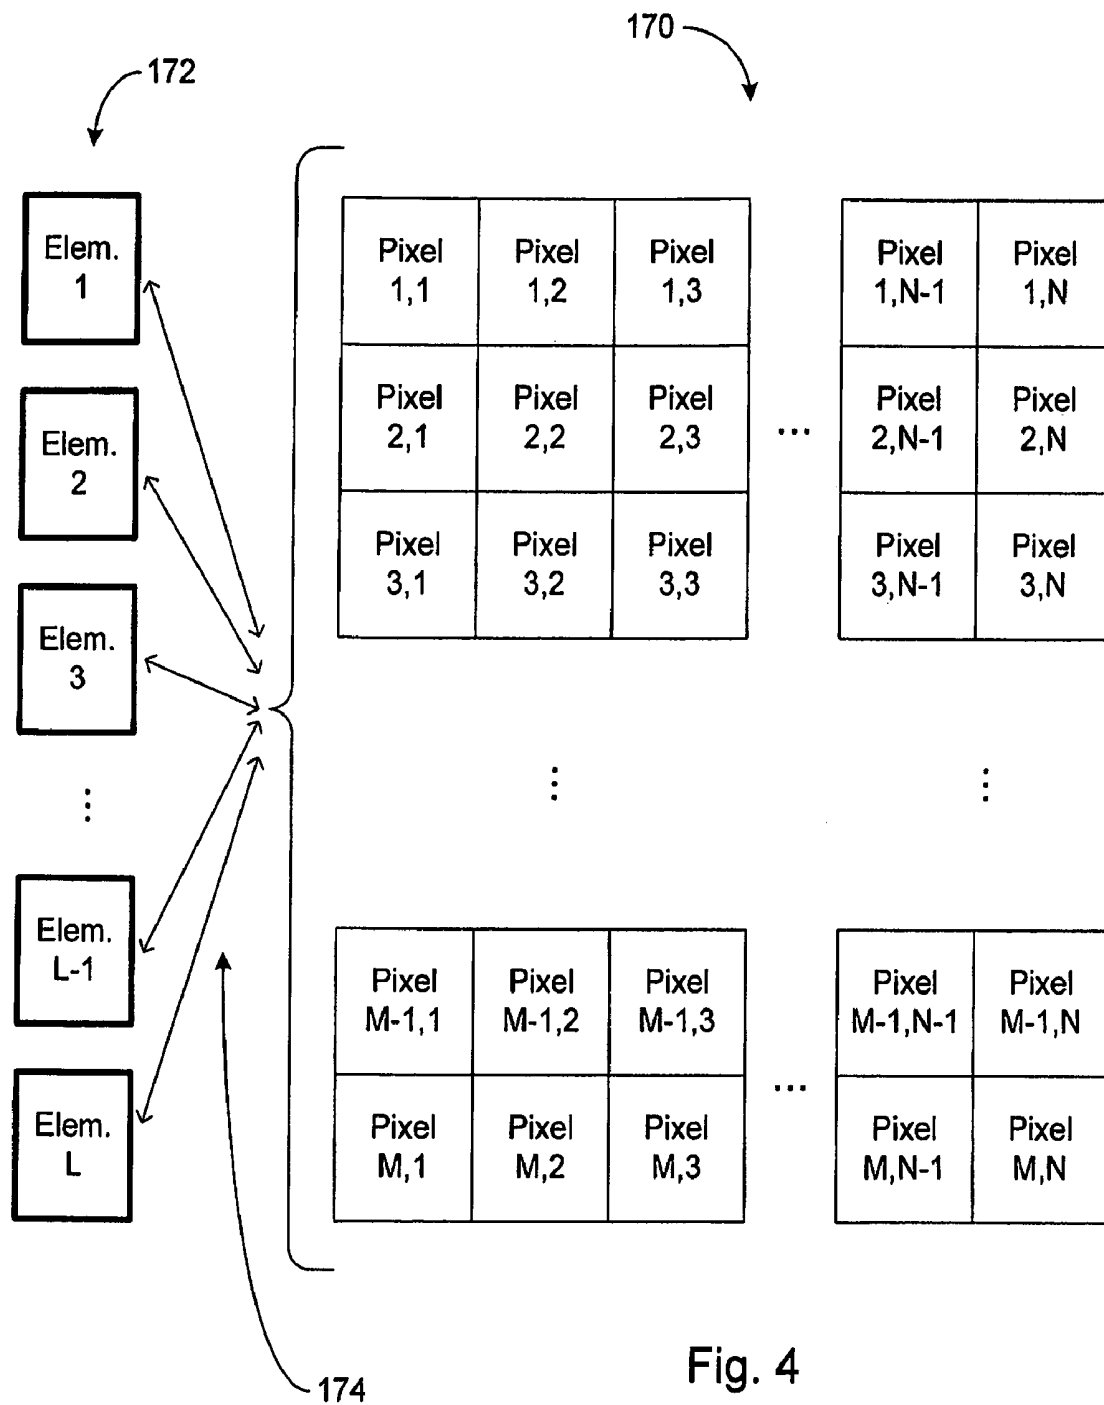 170
172
Elem.
1
Elem.
2
Elem.
3
⋮
Elem.
L-1
Elem.
L
Pixel Pixel Pixel Pixel Pixel
1,1 1,2 1,3 1,N-1 1,N
Pixel Pixel Pixel ... Pixel Pixel
2,1 2,2 2,3 2,N-1 2,N
Pixel Pixel Pixel Pixel Pixel
3,1 3,2 3,3 3,N-1 3,N
⋮ ⋮
Pixel Pixel Pixel Pixel Pixel
M-1,1 M-1,2 M-1,3 M-1,N-1 M-1,N
...
Pixel Pixel Pixel Pixel Pixel
M,1 M,2 M,3 M,N-1 M,N
174
Fig. 4